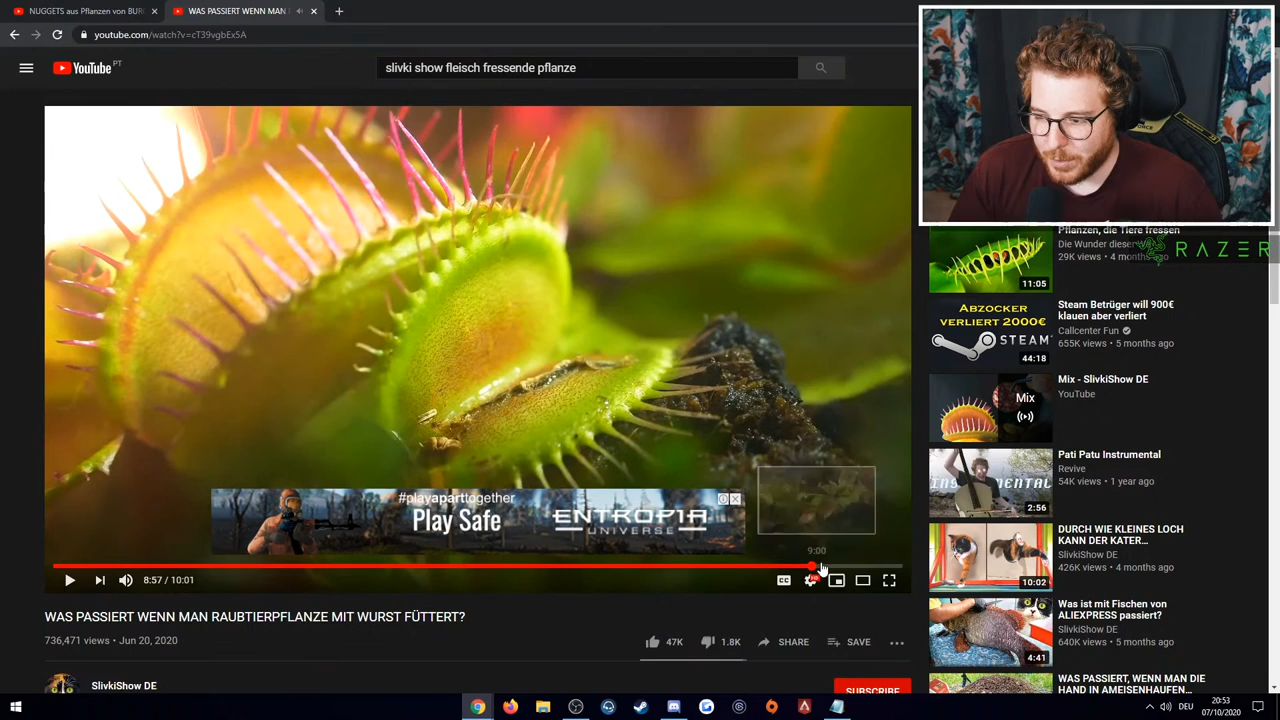 NUGGETS aus Pflanzen von BUR
WAS PASSIERT WENN MAN
youtube.com/watch?v=cT39vgbEx5A
YouTube PT
slivki show fleisch fressende pflanze
#playaparttogether
Play Safe
ENTROPIA
UNIVERSE
9:00
8:57 / 10:01
CC
HD
WAS PASSIERT WENN MAN RAUBTIERPFLANZE MIT WURST FÜTTERT?
736,471 views • Jun 20, 2020
47K
1.8K
SHARE
SAVE
SlivkiShow DE
SUBSCRIBE
RAZER
Pflanzen, die Tiere fressen
Die Wunder dieser
29K views • 4 months ago
11:05
ABZOCKER
VERLIERT 2000€
STEAM
44:18
Steam Betrüger will 900€
klauen aber verliert
Callcenter Fun
655K views • 5 months ago
Mix
Mix - SlivkiShow DE
YouTube
2:56
Pati Patu Instrumental
Revive
54K views • 1 year ago
10:02
DURCH WIE KLEINES LOCH
KANN DER KATER...
SlivkiShow DE
426K views • 4 months ago
4:41
Was ist mit Fischen von
ALIEXPRESS passiert?
SlivkiShow DE
640K views • 5 months ago
WAS PASSIERT, WENN MAN DIE
HAND IN AMEISENHAUFEN...
DEU
20:53
07/10/2020